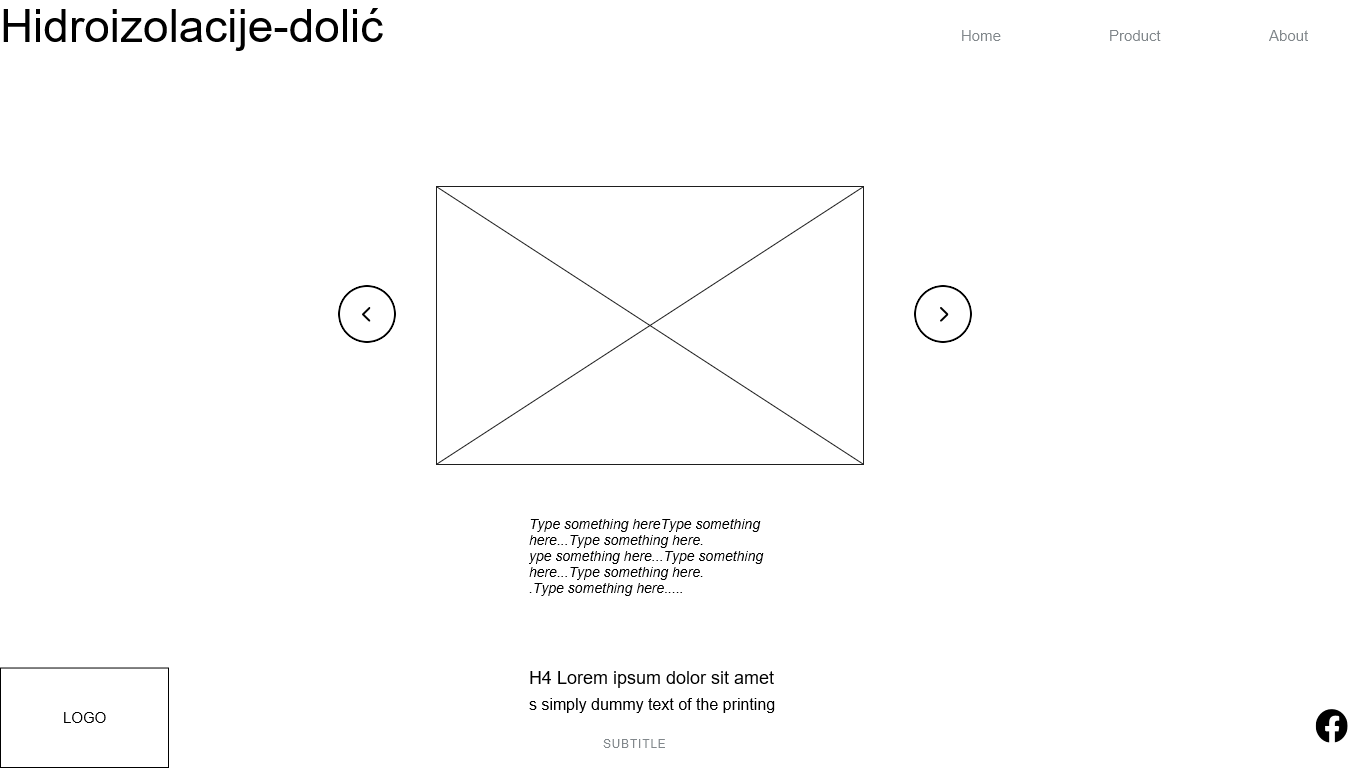 Hidroizolacije-dolić
Home
Product
About
Type something hereType something
here...Type something here.
ype something here...Type something
here...Type something here.
.Type something here.....
H4 Lorem ipsum dolor sit amet
s simply dummy text of the printing
SUBTITLE
LOGO